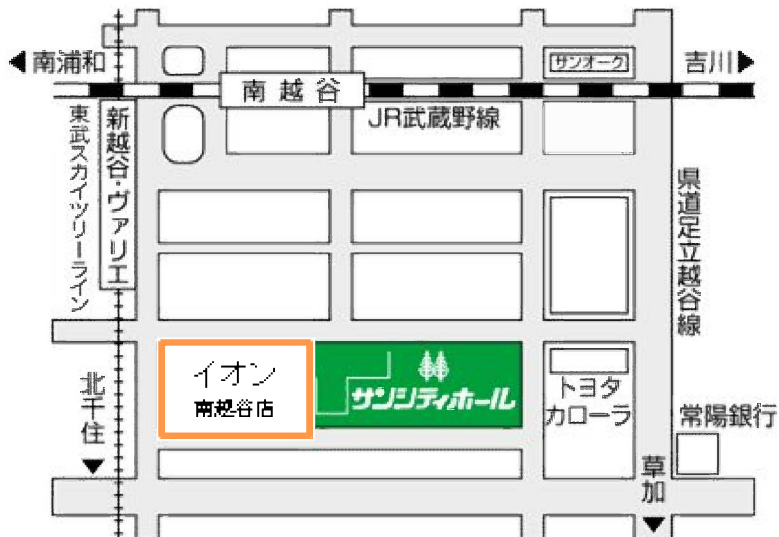 南浦和
サンオーク
吉川
南越谷
JR武蔵野線
東武スカイツリーライン
新越谷・ヴァリエ
県道足立越谷線
イオン
南越谷店
サンシティホール
トヨタ
カローラ
北千住
常陽銀行
草加